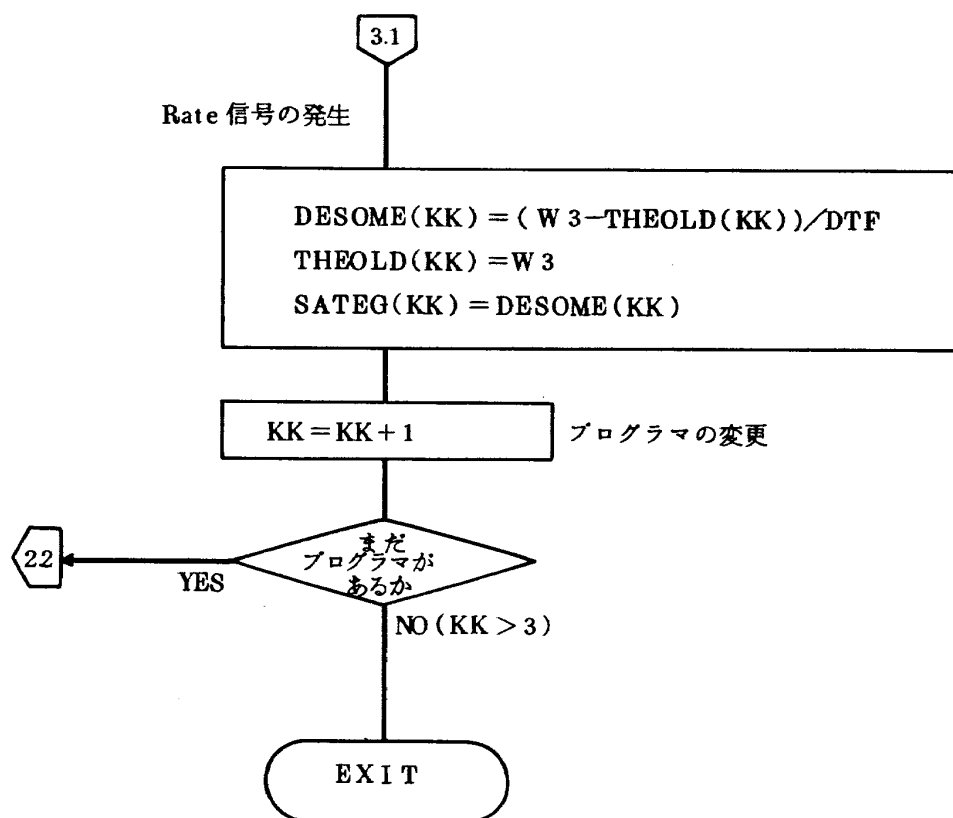 3.1
Rate 信号の発生
DESOME(KK)=(W3-THEOLD(KK))/DTF
THEOLD(KK)=W3
SATEG(KK)=DESOME(KK)
KK=KK+1
プログラマの変更
まだ
プログラマが
あるか
22
YES
NO(KK>3)
EXIT